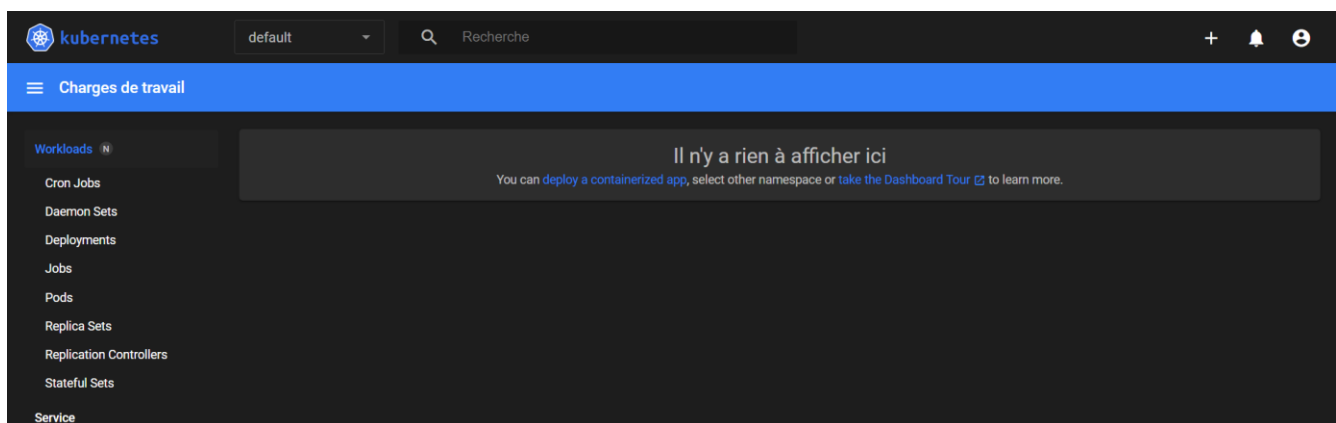 kubernetes
default
Recherche
Charges de travail
Workloads N
Cron Jobs
Daemon Sets
Deployments
Jobs
Pods
Replica Sets
Replication Controllers
Stateful Sets
Service
Il n'y a rien à afficher ici
You can deploy a containerized app, select other namespace or take the Dashboard Tour to learn more.